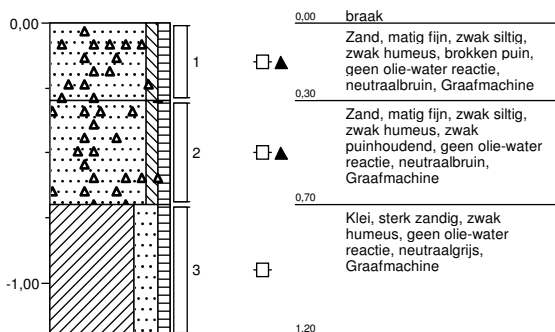 0,00
0,00
braak
Zand, matig fijn, zwak siltig,
zwak humeus, brokken puin,
geen olie-water reactie,
neutraalbruin, Graafmachine
1
0,30
Zand, matig fijn, zwak siltig,
zwak humeus, zwak
puinhoudend, geen olie-water
reactie, neutraalbruin,
Graafmachine
2
0,70
Klei, sterk zandig, zwak
humeus, geen olie-water
reactie, neutraalgrijs,
Graafmachine
3
-1,00
1,20